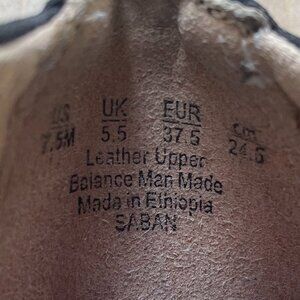 US UK EUR cm
7.5M 5.5 37.5 24.5
Leather Upper
Balance Man Made
Made in Ethiopia
SABAN